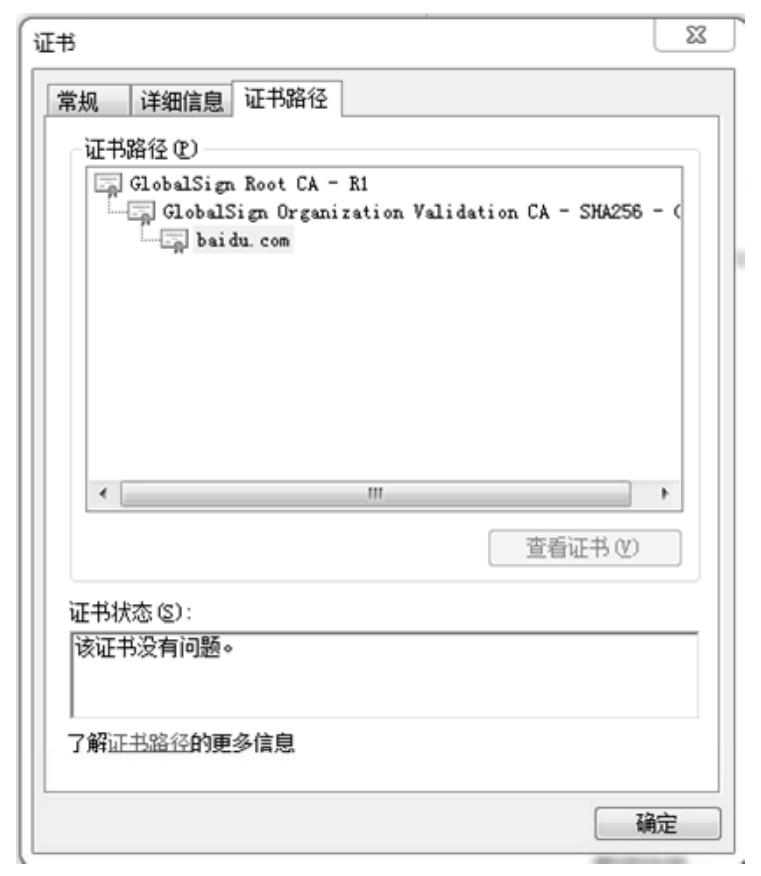 证书
常规 详细信息 证书路径
证书路径(P)
GlobalSign Root CA - R1
GlobalSign Organization Validation CA - SHA256 -
baidu.com
查看证书(V)
证书状态(S):
该证书没有问题。
了解证书路径的更多信息
确定